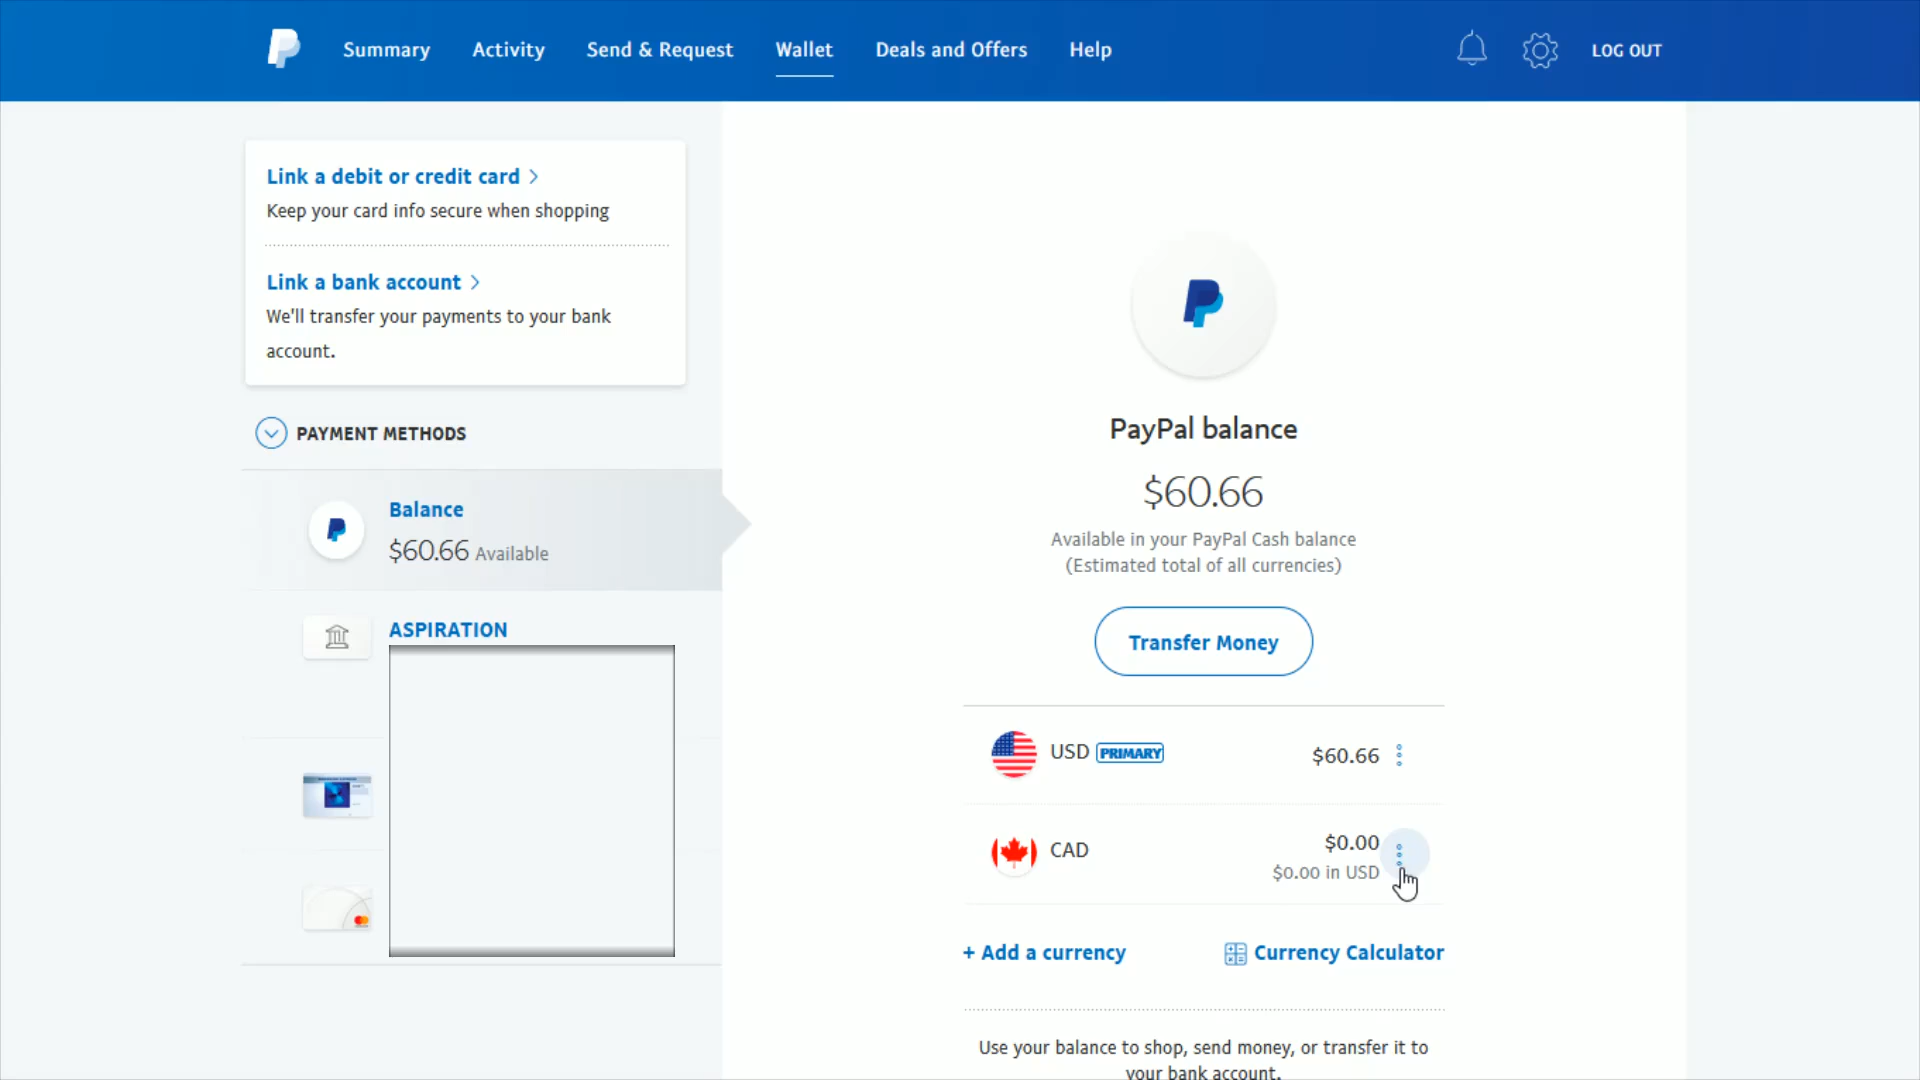 Summary
Activity
Send & Request
Wallet
Deals and Offers
Help
LOG OUT
Link a debit or credit card
Keep your card info secure when shopping
Link a bank account
We'll transfer your payments to your bank
account.
PAYMENT METHODS
Balance
$60.66 Available
ASPIRATION
PayPal balance
$60.66
Available in your PayPal Cash balance
(Estimated total of all currencies)
Transfer Money
USD PRIMARY
$60.66
CAD
$0.00
$0.00 in USD
+ Add a currency
Currency Calculator
Use your balance to shop, send money, or transfer it to
your bank account.